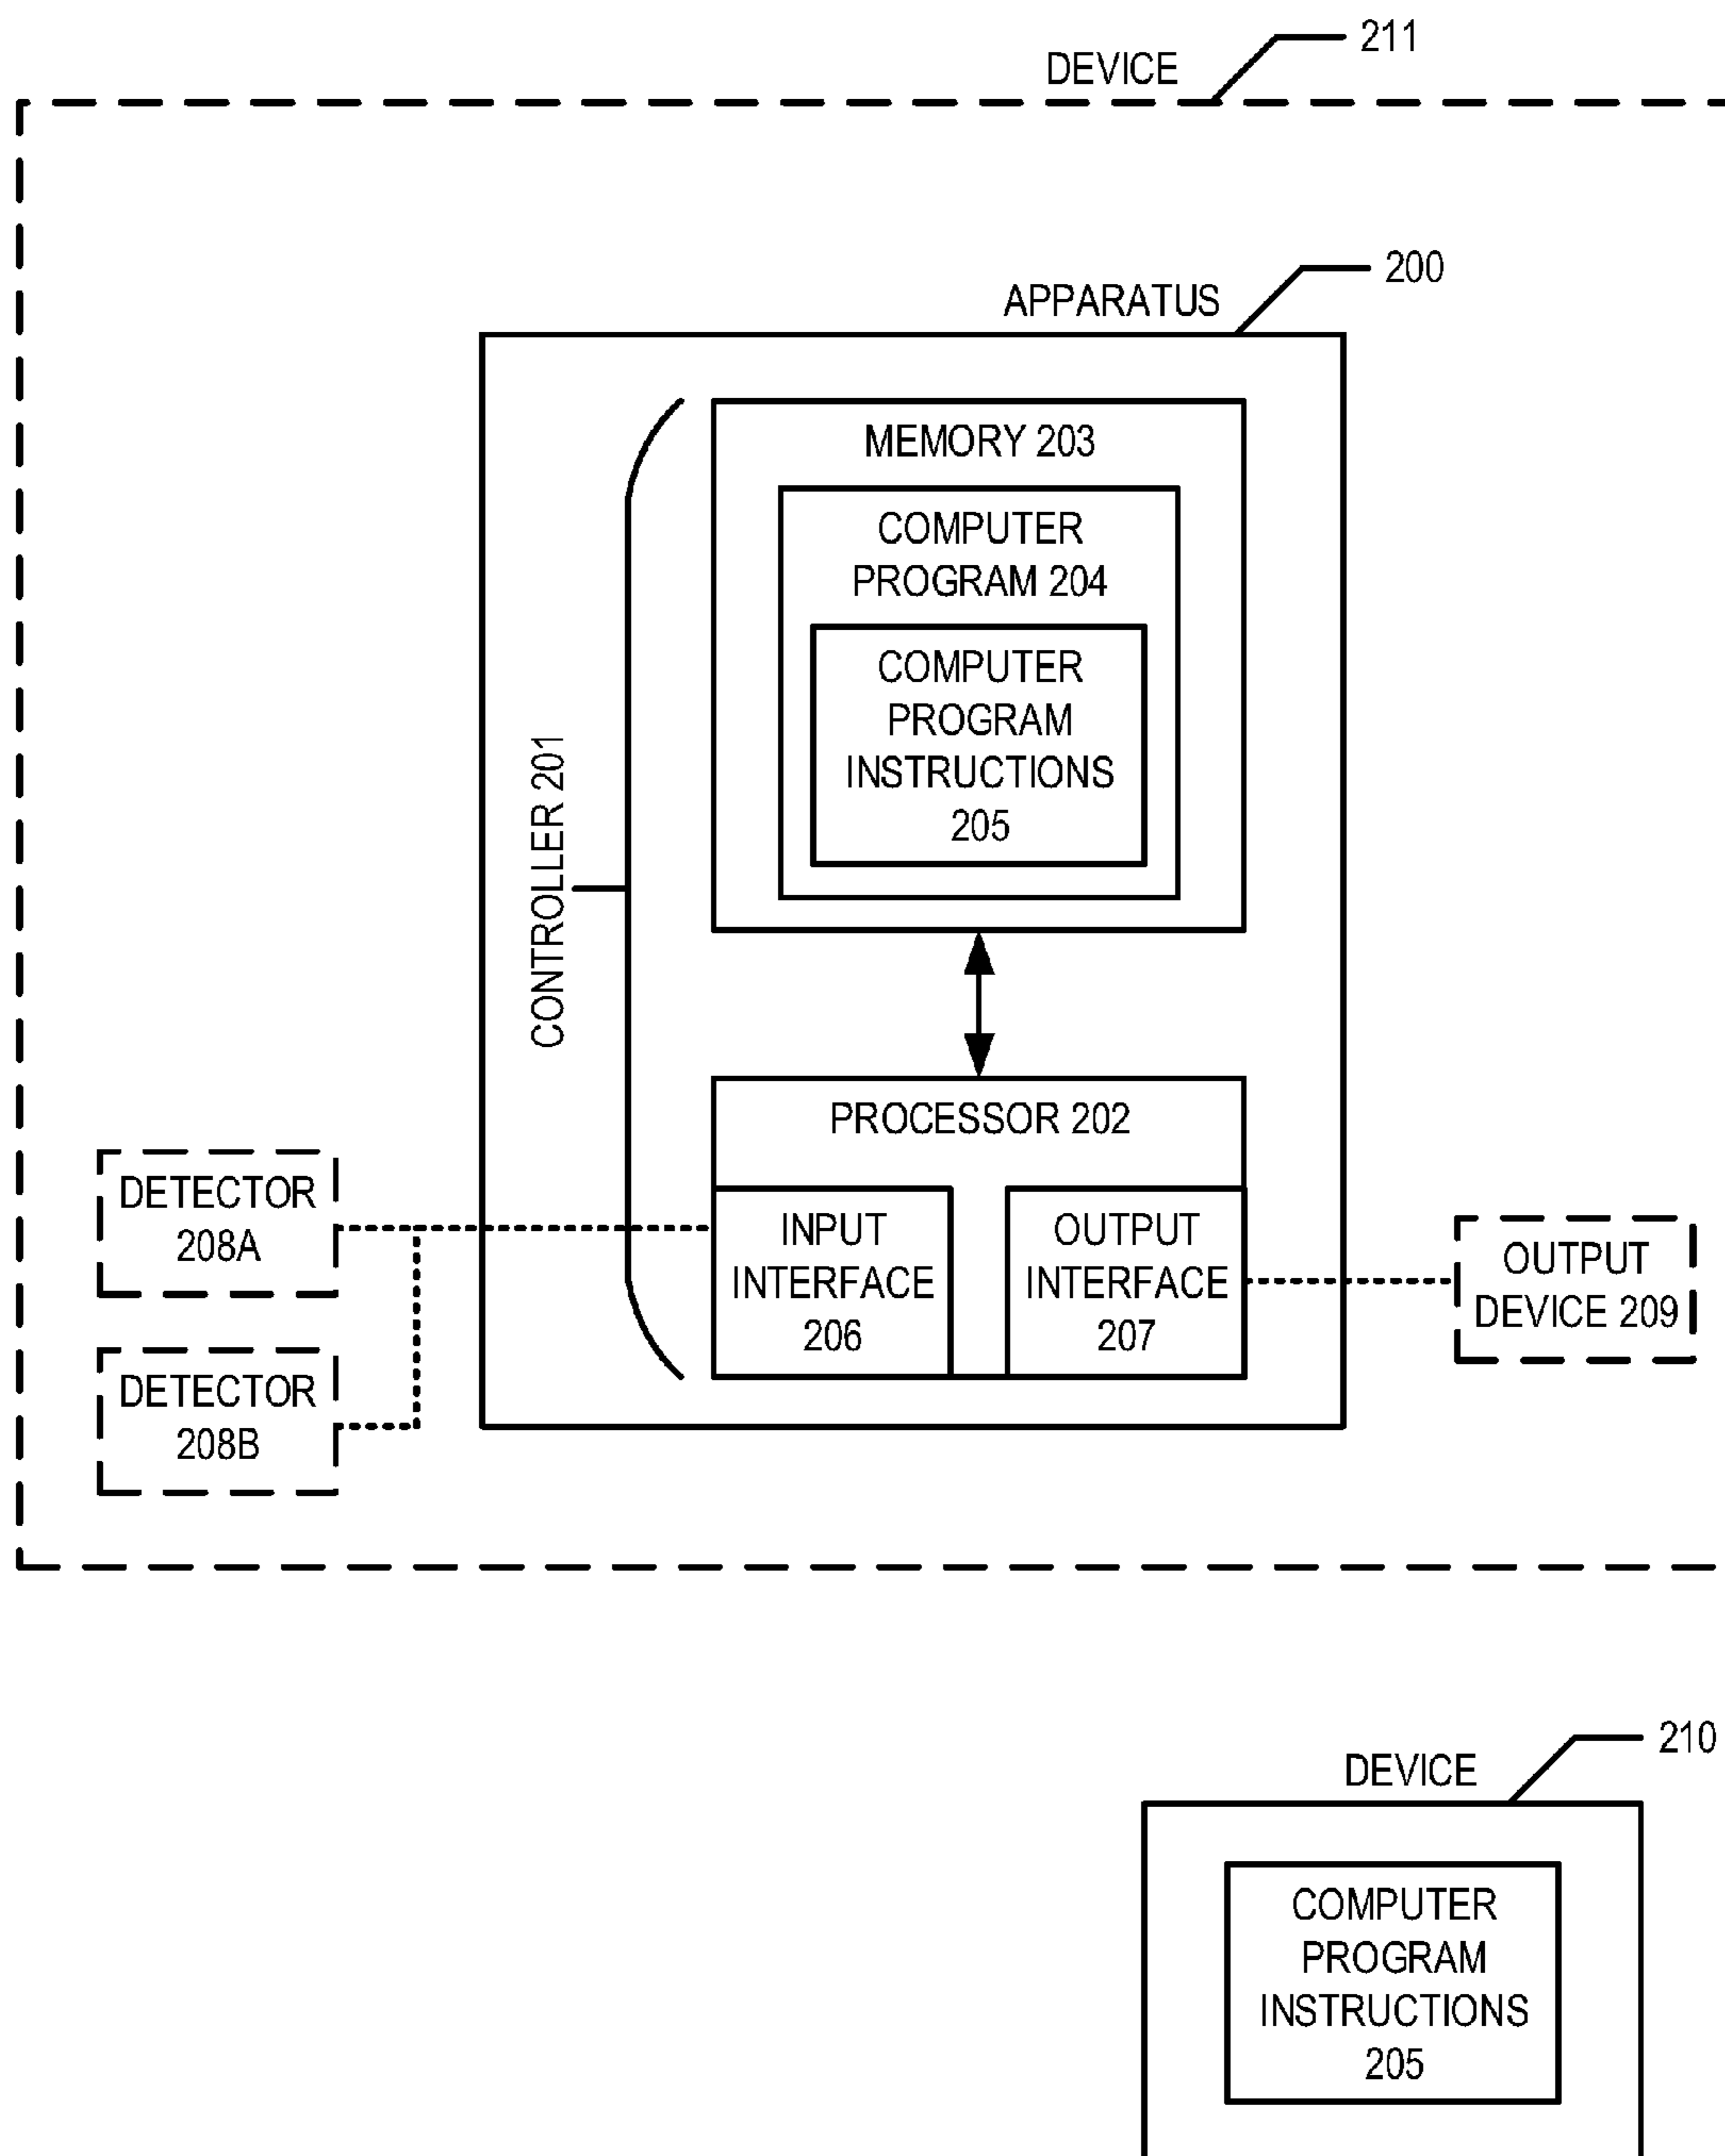 211
DEVICE
200
APPARATUS
MEMORY 203
COMPUTER
PROGRAM 204
COMPUTER
PROGRAM
INSTRUCTIONS
205
CONTROLLER 201
PROCESSOR 202
DETECTOR
208A
INPUT
INTERFACE
206
OUTPUT
INTERFACE
207
OUTPUT
DEVICE 209
DETECTOR
208B
210
DEVICE
COMPUTER
PROGRAM
INSTRUCTIONS
205